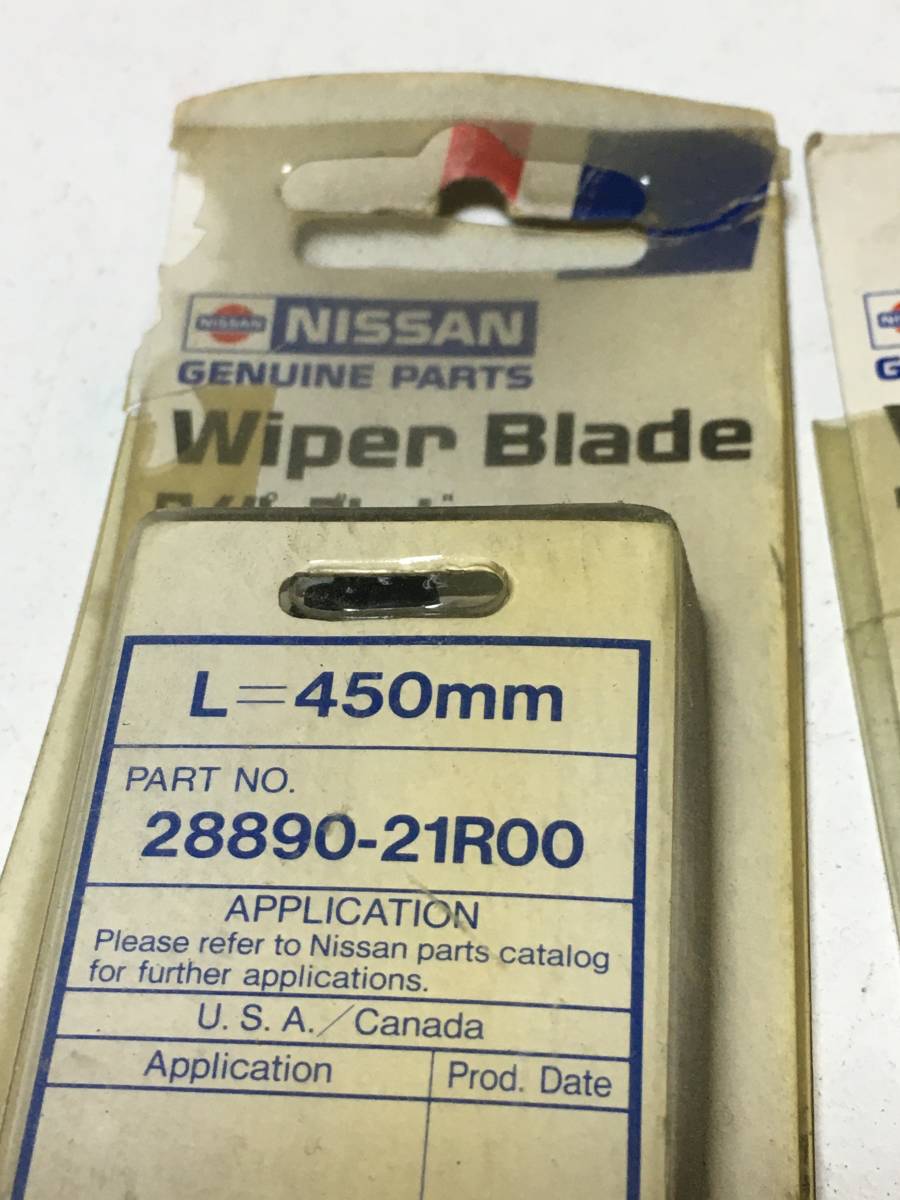 NISSAN NISSAN
GENUINE PARTS
Wiper Blade
L=450mm
PART NO.
28890-21R00
APPLICATION
Please refer to Nissan parts catalog
for further applications.
U. S. A./Canada
Application Prod. Date